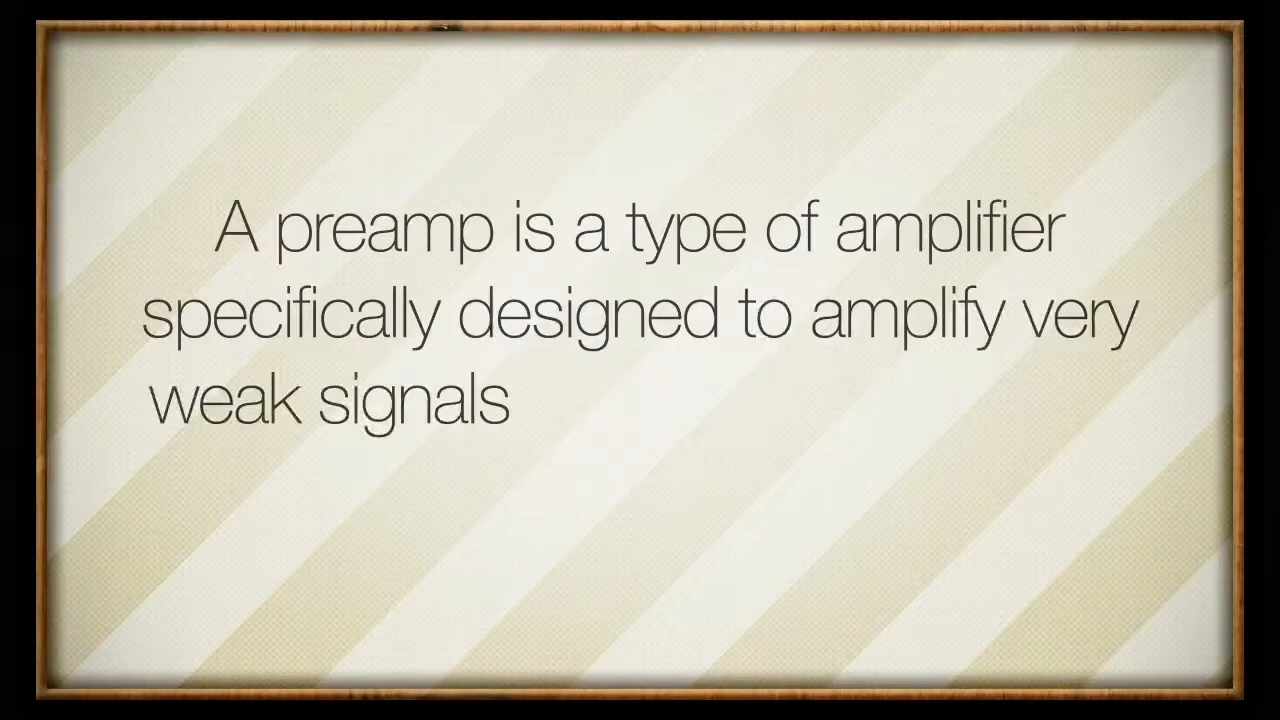 A preamp is a type of amplifier
specifically designed to amplify very
weak signals